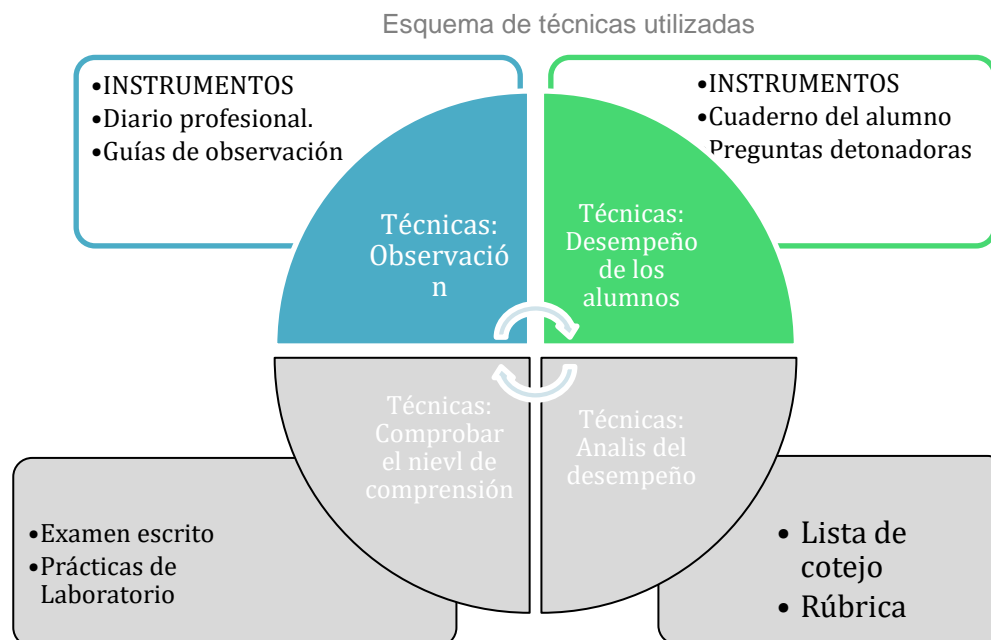 Esquema de técnicas utilizadas
•INSTRUMENTOS
•Diario profesional.
•Guías de observación
•INSTRUMENTOS
•Cuaderno del alumno
Preguntas detonadoras
Técnicas:
Observació
n
Técnicas:
Desempeño
de los
alumnos
Técnicas:
Comprobar
el nievl de
comprensión
Técnicas:
Analis del
desempeño
•Examen escrito
•Prácticas de
Laboratorio
• Lista de
cotejo
• Rúbrica